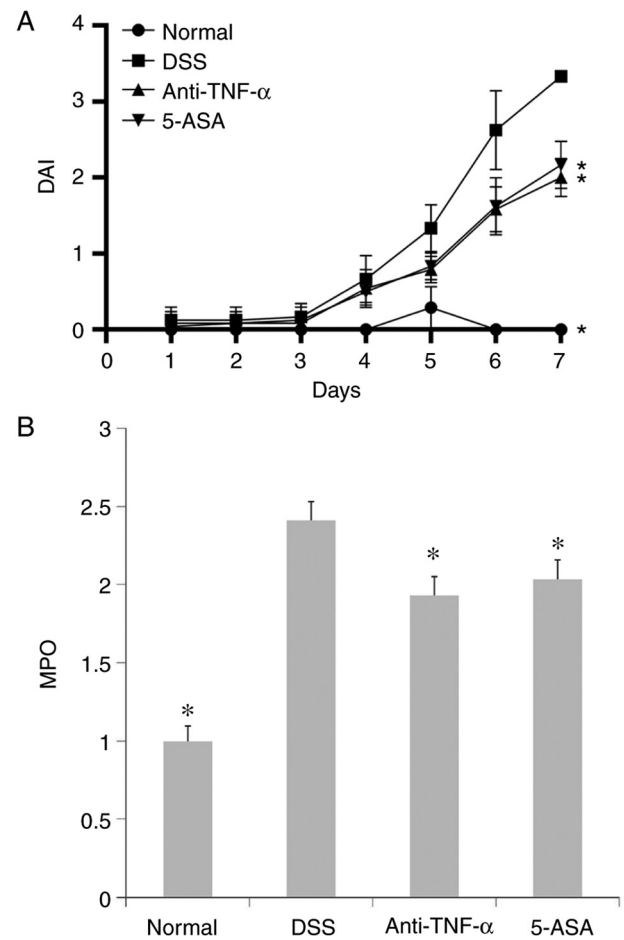 A
4
3
2
1
0
DAI
Normal
DSS
Anti-TNF-α
5-ASA
*
*
*
0 1 2 3 4 5 6 7
Days
B
3
2.5
2
1.5
1
0.5
0
MPO
* * *
Normal DSS Anti-TNF-α 5-ASA